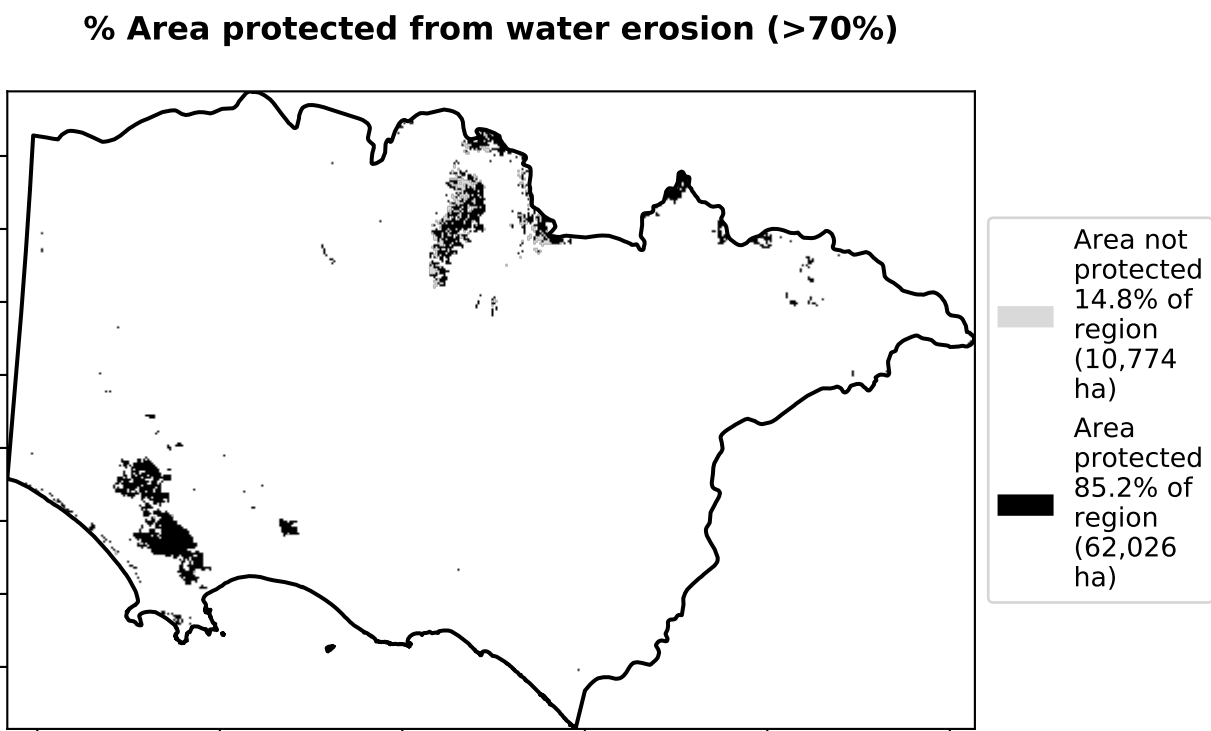 % Area protected from water erosion (>70%)
Area not
protected
14.8% of
region
(10,774
ha)
Area
protected
85.2% of
region
(62,026
ha)